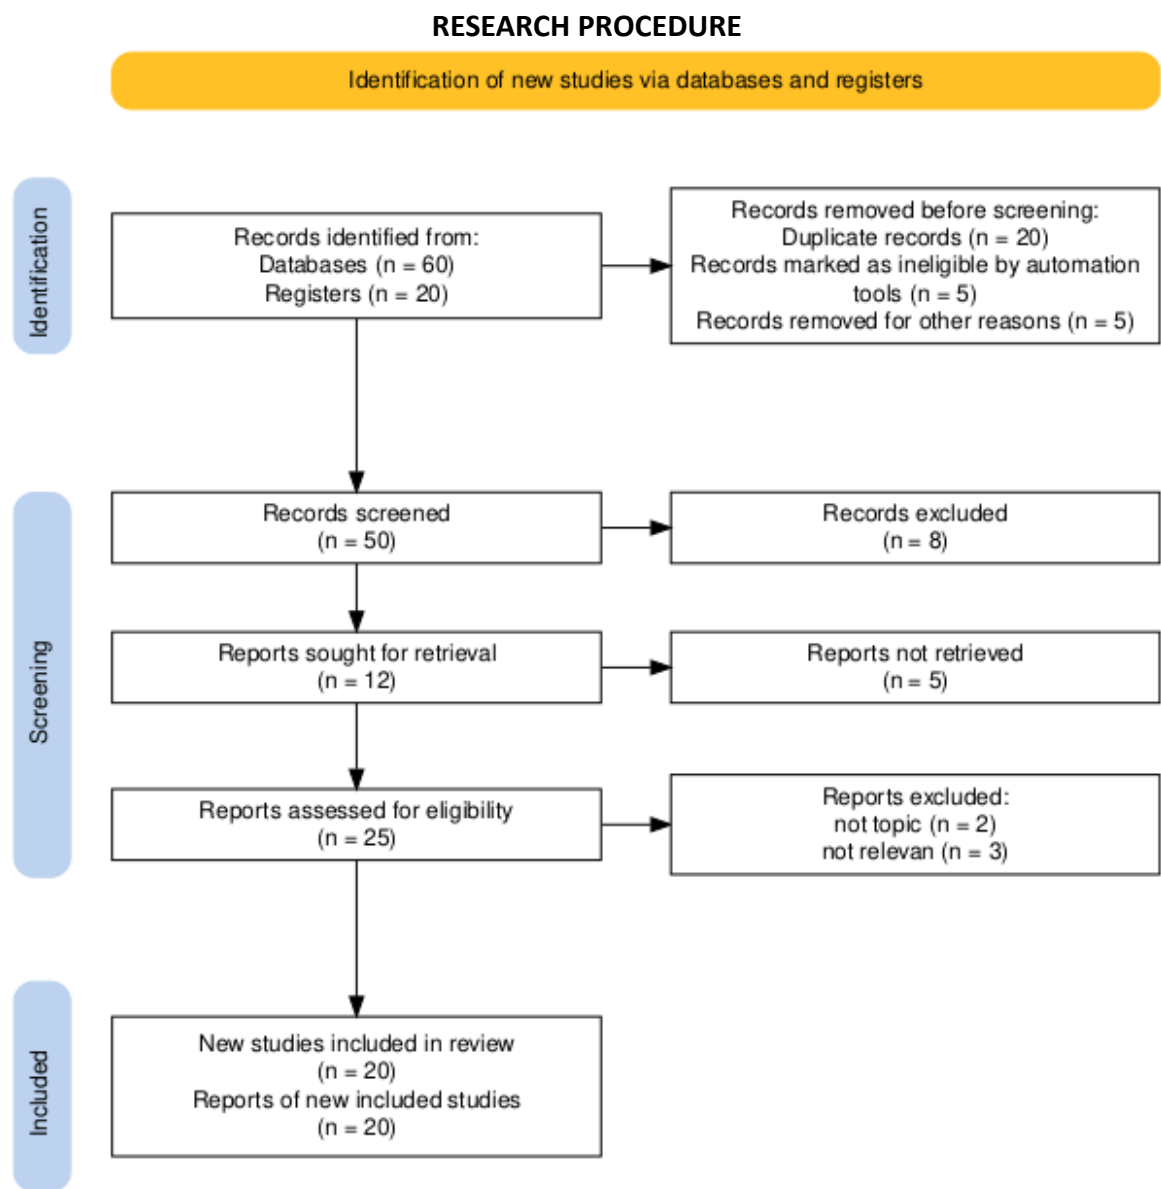 RESEARCH PROCEDURE
Identification of new studies via databases and registers
Identification
Records identified from:
Databases (n = 60)
Registers (n = 20)
Records removed before screening:
Duplicate records (n = 20)
Records marked as ineligible by automation
tools (n = 5)
Records removed for other reasons (n = 5)
Screening
Records screened
(n = 50)
Records excluded
(n = 8)
Reports sought for retrieval
(n = 12)
Reports not retrieved
(n = 5)
Reports assessed for eligibility
(n = 25)
Reports excluded:
not topic (n = 2)
not relevan (n = 3)
Included
New studies included in review
(n = 20)
Reports of new included studies
(n = 20)